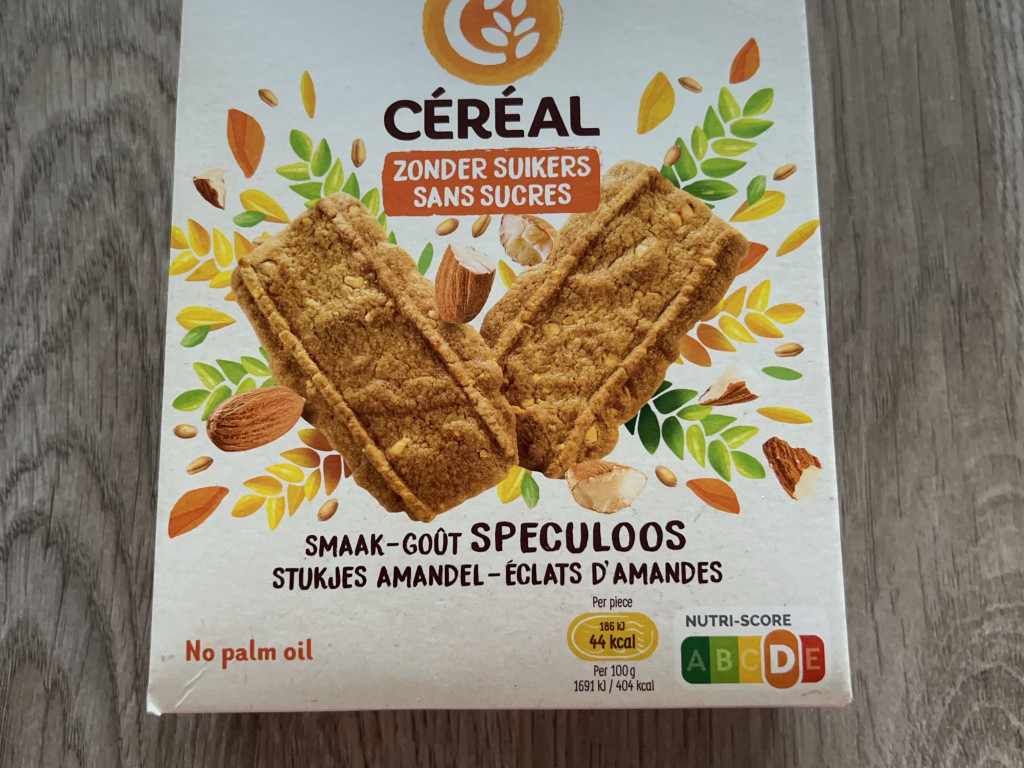 CÉRÉAL
ZONDER SUIKERS
SANS SUCRES
SMAAK-GOÛT SPECULOOS
STUKJES AMANDEL-ÉCLATS D'AMANDES
No palm oil
Per piece
186 kJ
44 kcal
Per 100 g
1691 kJ / 404 kcal
NUTRI-SCORE
A B C D E